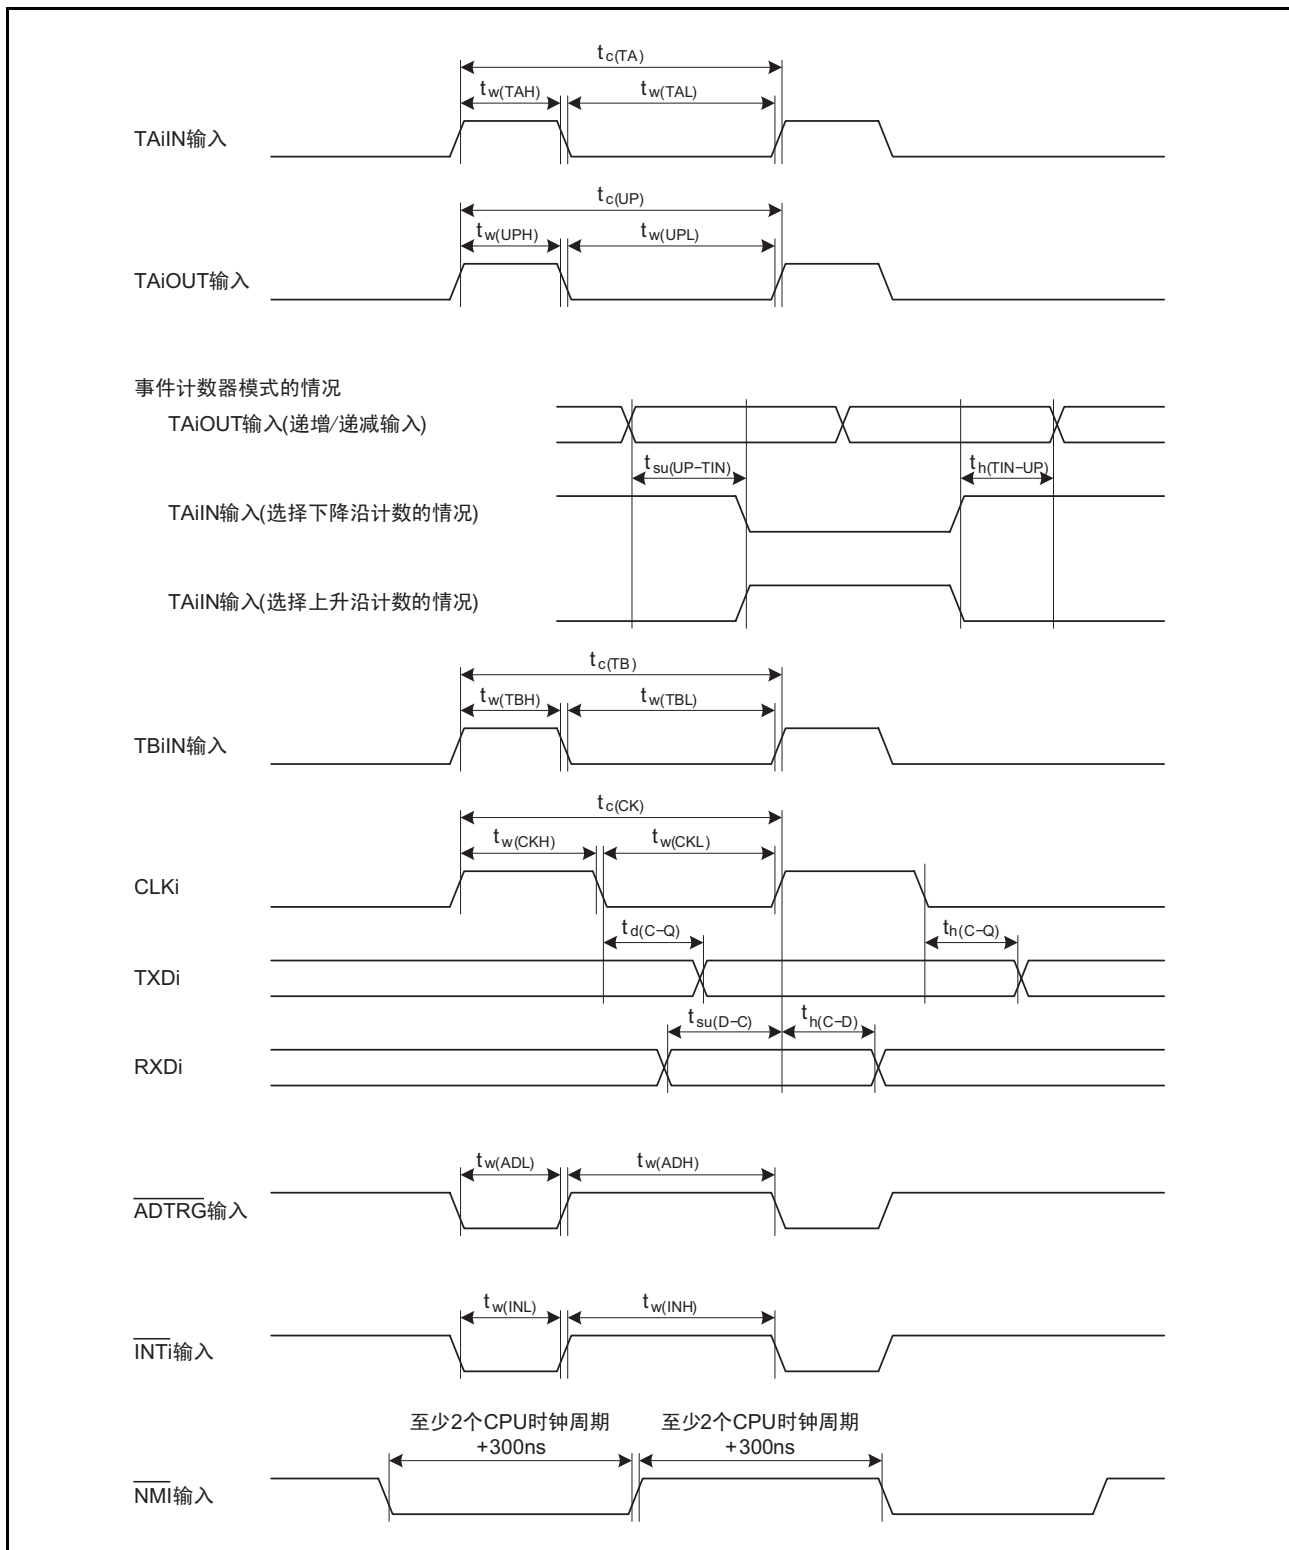 tc(TA)
tw(TAH) tw(TAL)
TAiIN输入
tc(UP)
tw(UPH) tw(UPL)
TAiOUT输入
事件计数器模式的情况
TAiOUT输入(递增/递减输入)
tsu(UP−TIN) th(TIN−UP)
TAiIN输入(选择下降沿计数的情况)
TAiIN输入(选择上升沿计数的情况)
tc(TB)
tw(TBH) tw(TBL)
TBiIN输入
tc(CK)
tw(CKH) tw(CKL)
CLKi
td(C−Q) th(C−Q)
TXDi
tsu(D−C) th(C−D)
RXDi
tw(ADL) tw(ADH)
ADTRG输入
tw(INL) tw(INH)
INTi输入
至少2个CPU时钟周期 至少2个CPU时钟周期
+300ns +300ns
NMI输入